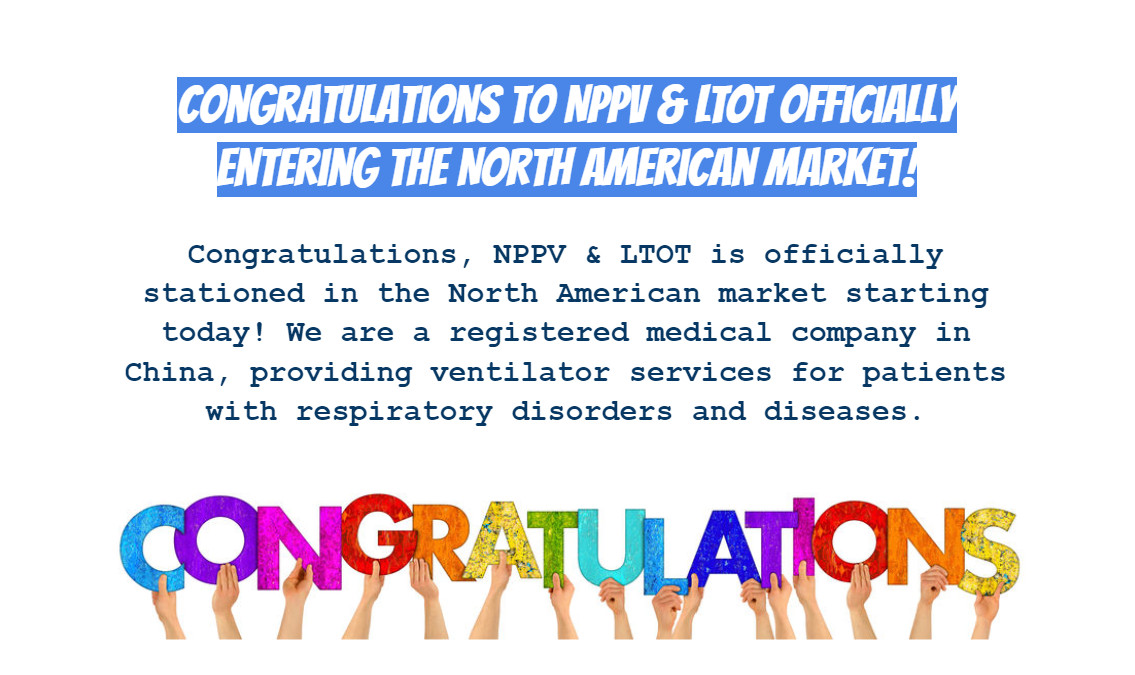 CONGRATULATIONS TO NPPV & LTOT OFFICIALLY
ENTERING THE NORTH AMERICAN MARKET!
Congratulations, NPPV & LTOT is officially
stationed in the North American market starting
today! We are a registered medical company in
China, providing ventilator services for patients
with respiratory disorders and diseases.
CONGRATULATIONS